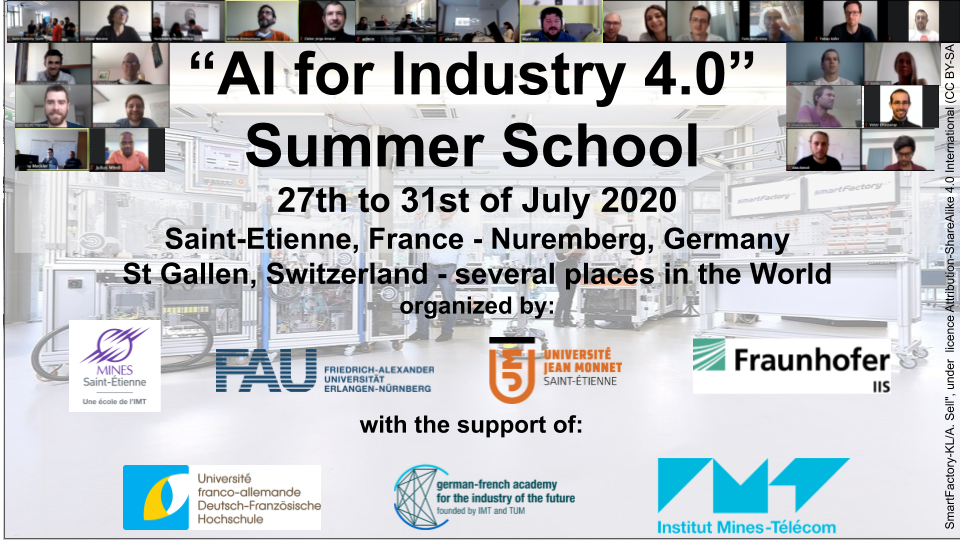 “AI for Industry 4.0”
Summer School
27th to 31st of July 2020
Saint-Etienne, France - Nuremberg, Germany
St Gallen, Switzerland - several places in the World
organized by:
MINES
Saint-Étienne
Une école de l'IMT
FAU
FRIEDRICH-ALEXANDER
UNIVERSITÄT
ERLANGEN-NÜRNBERG
UNIVERSITÉ
JEAN MONNET
SAINT-ÉTIENNE
Fraunhofer
IIS
with the support of:
Université
franco-allemande
Deutsch-Französische
Hochschule
german-french academy
for the industry of the future
founded by IMT and TUM
Institut Mines-Télécom
smartFactory
smartFactory
SmartFactory-KL/A. Sell", under licence Attribution-ShareAlike 4.0 International (CC BY-SA